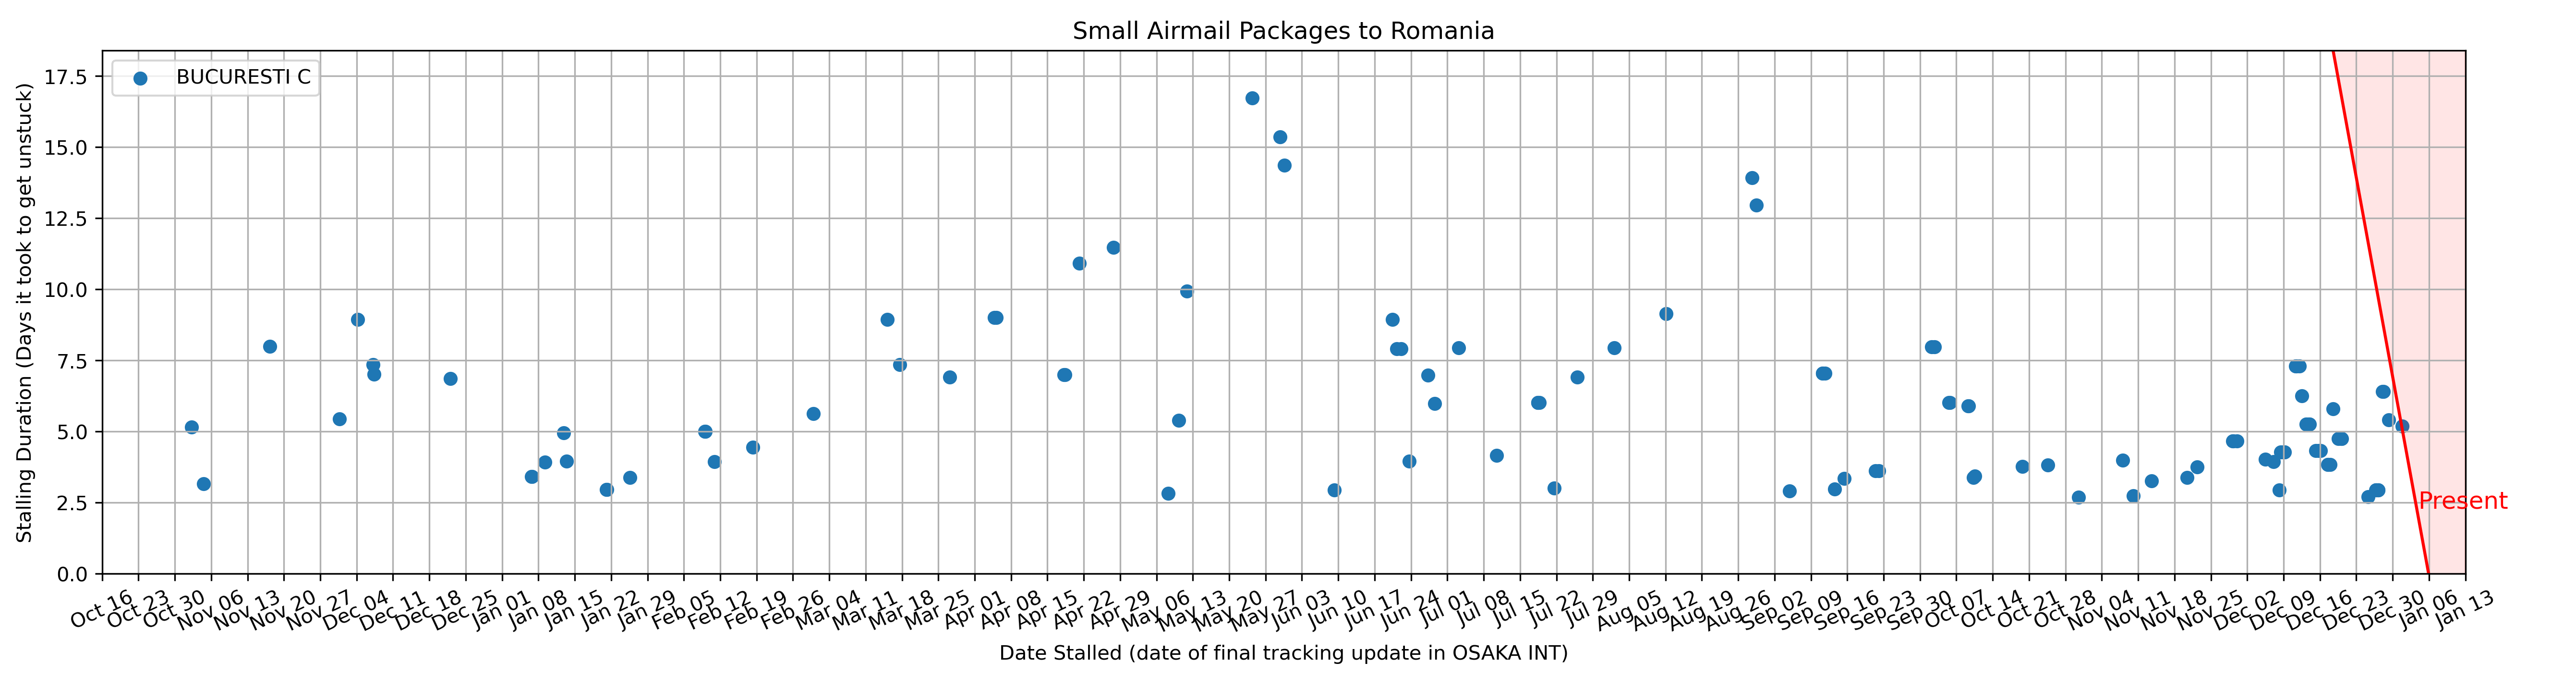 Small Airmail Packages to Romania
BUCURESTI C
Stalling Duration (Days it took to get unstuck)
17.5
15.0
12.5
10.0
7.5
5.0
2.5
0.0
Present
Oct 16
Oct 23
Oct 30
Nov 06
Nov 13
Nov 20
Nov 27
Dec 04
Dec 11
Dec 18
Dec 25
Jan 01
Jan 08
Jan 15
Jan 22
Jan 29
Feb 05
Feb 12
Feb 19
Feb 26
Mar 04
Mar 11
Mar 18
Mar 25
Apr 01
Apr 08
Apr 15
Apr 22
Apr 29
May 06
May 13
May 20
May 27
Jun 03
Jun 10
Jun 17
Jun 24
Jul 01
Jul 08
Jul 15
Jul 22
Jul 29
Aug 05
Aug 12
Aug 19
Aug 26
Sep 02
Sep 09
Sep 16
Sep 23
Sep 30
Oct 07
Oct 14
Oct 21
Oct 28
Nov 04
Nov 11
Nov 18
Nov 25
Dec 02
Dec 09
Dec 16
Dec 23
Dec 30
Jan 06
Jan 13
Date Stalled (date of final tracking update in OSAKA INT)